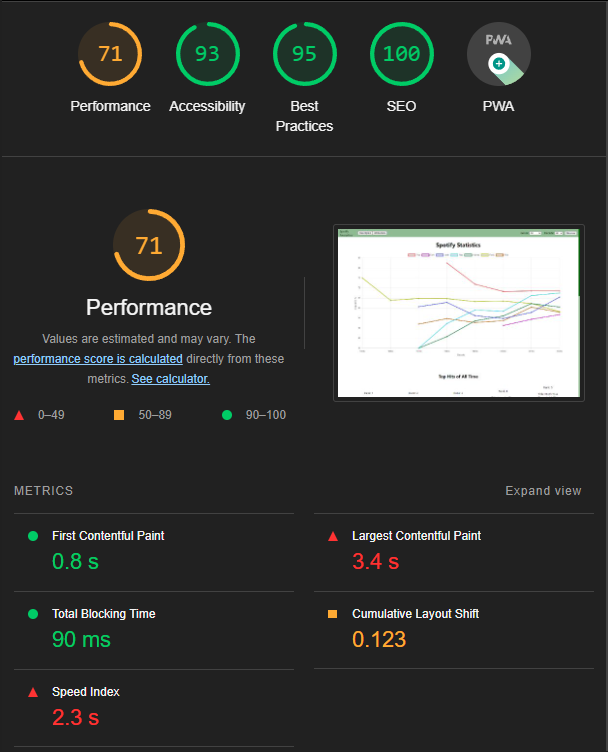 71
93
95
100
PWA
Performance
Accessibility
Best
Practices
SEO
PWA
71
Performance
Values are estimated and may vary. The
performance score is calculated directly from these
metrics. See calculator.
0–49
50–89
90–100
Spotify Statistics
Top Hits of All Time
METRICS
Expand view
First Contentful Paint
0.8 s
Largest Contentful Paint
3.4 s
Total Blocking Time
90 ms
Cumulative Layout Shift
0.123
Speed Index
2.3 s